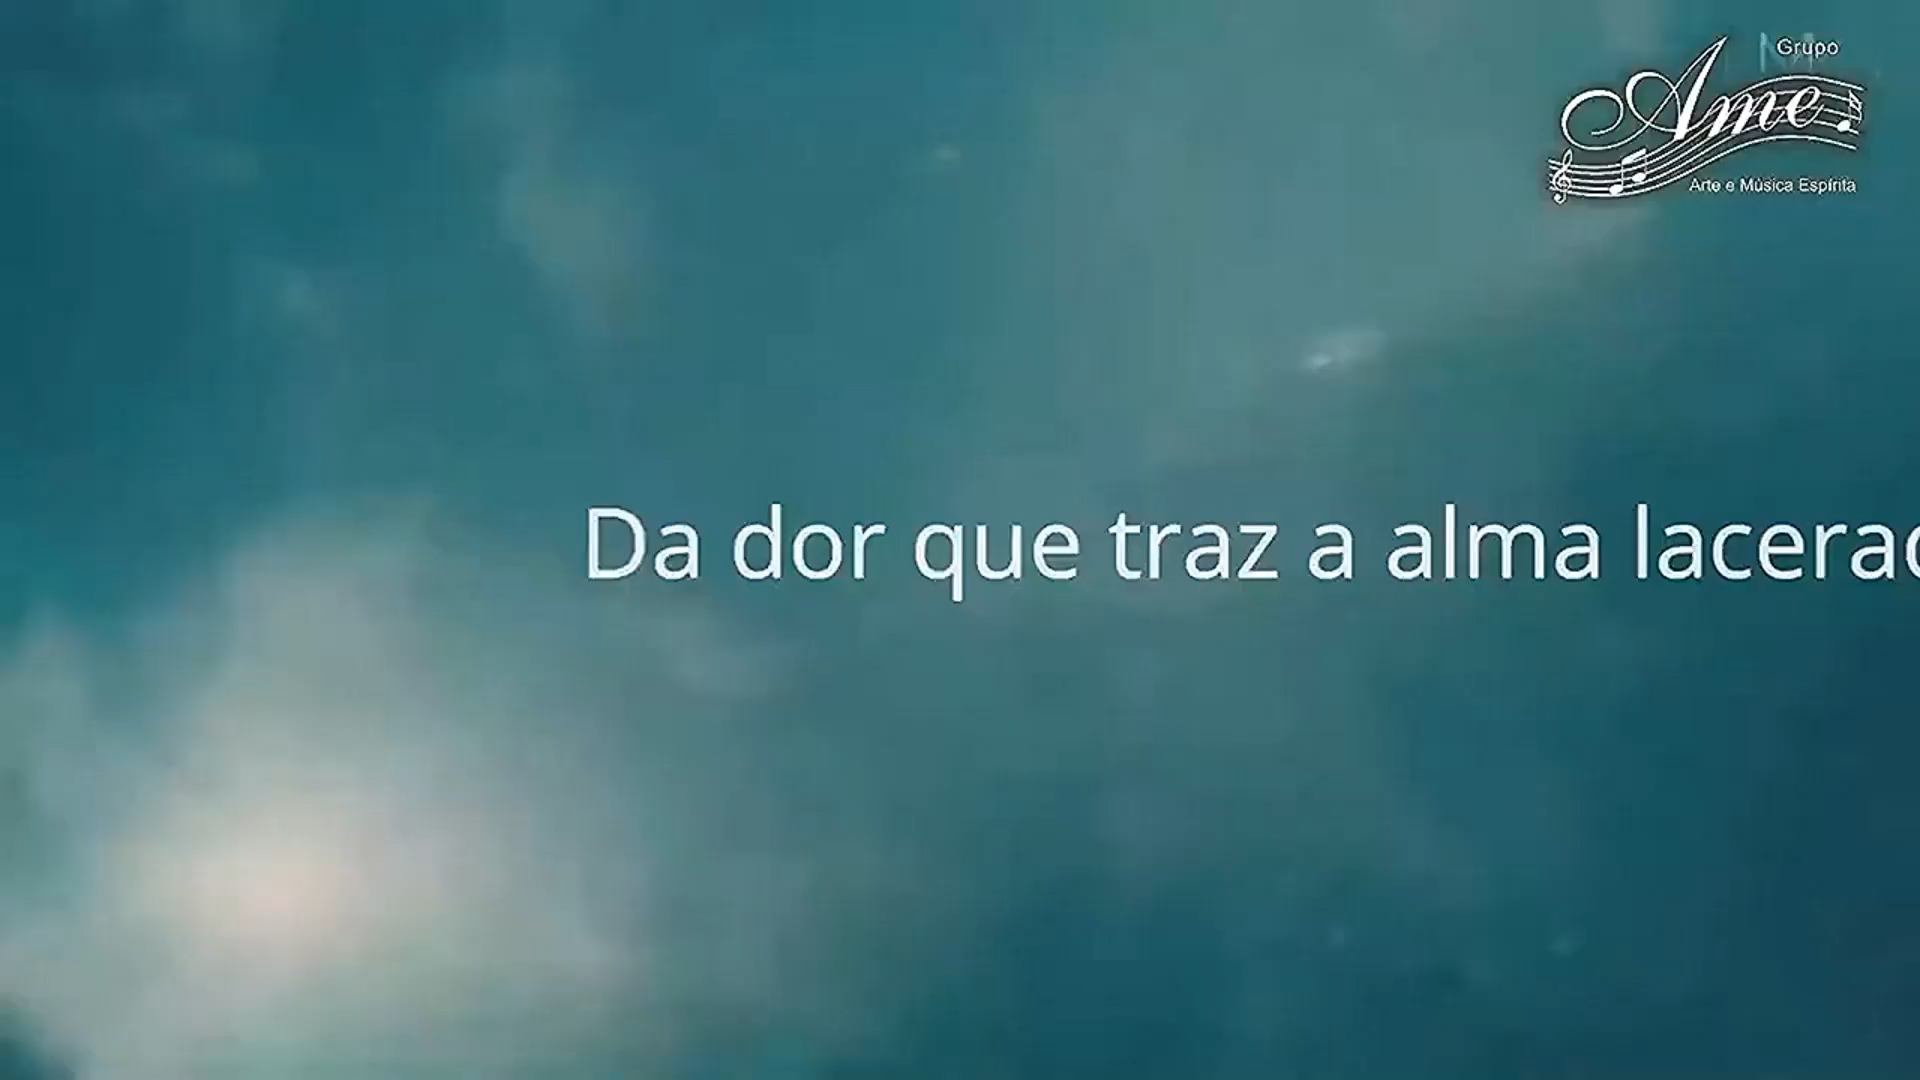 Grupo
Ame
Arte e Música Espírita
Da dor que traz a alma lacerad